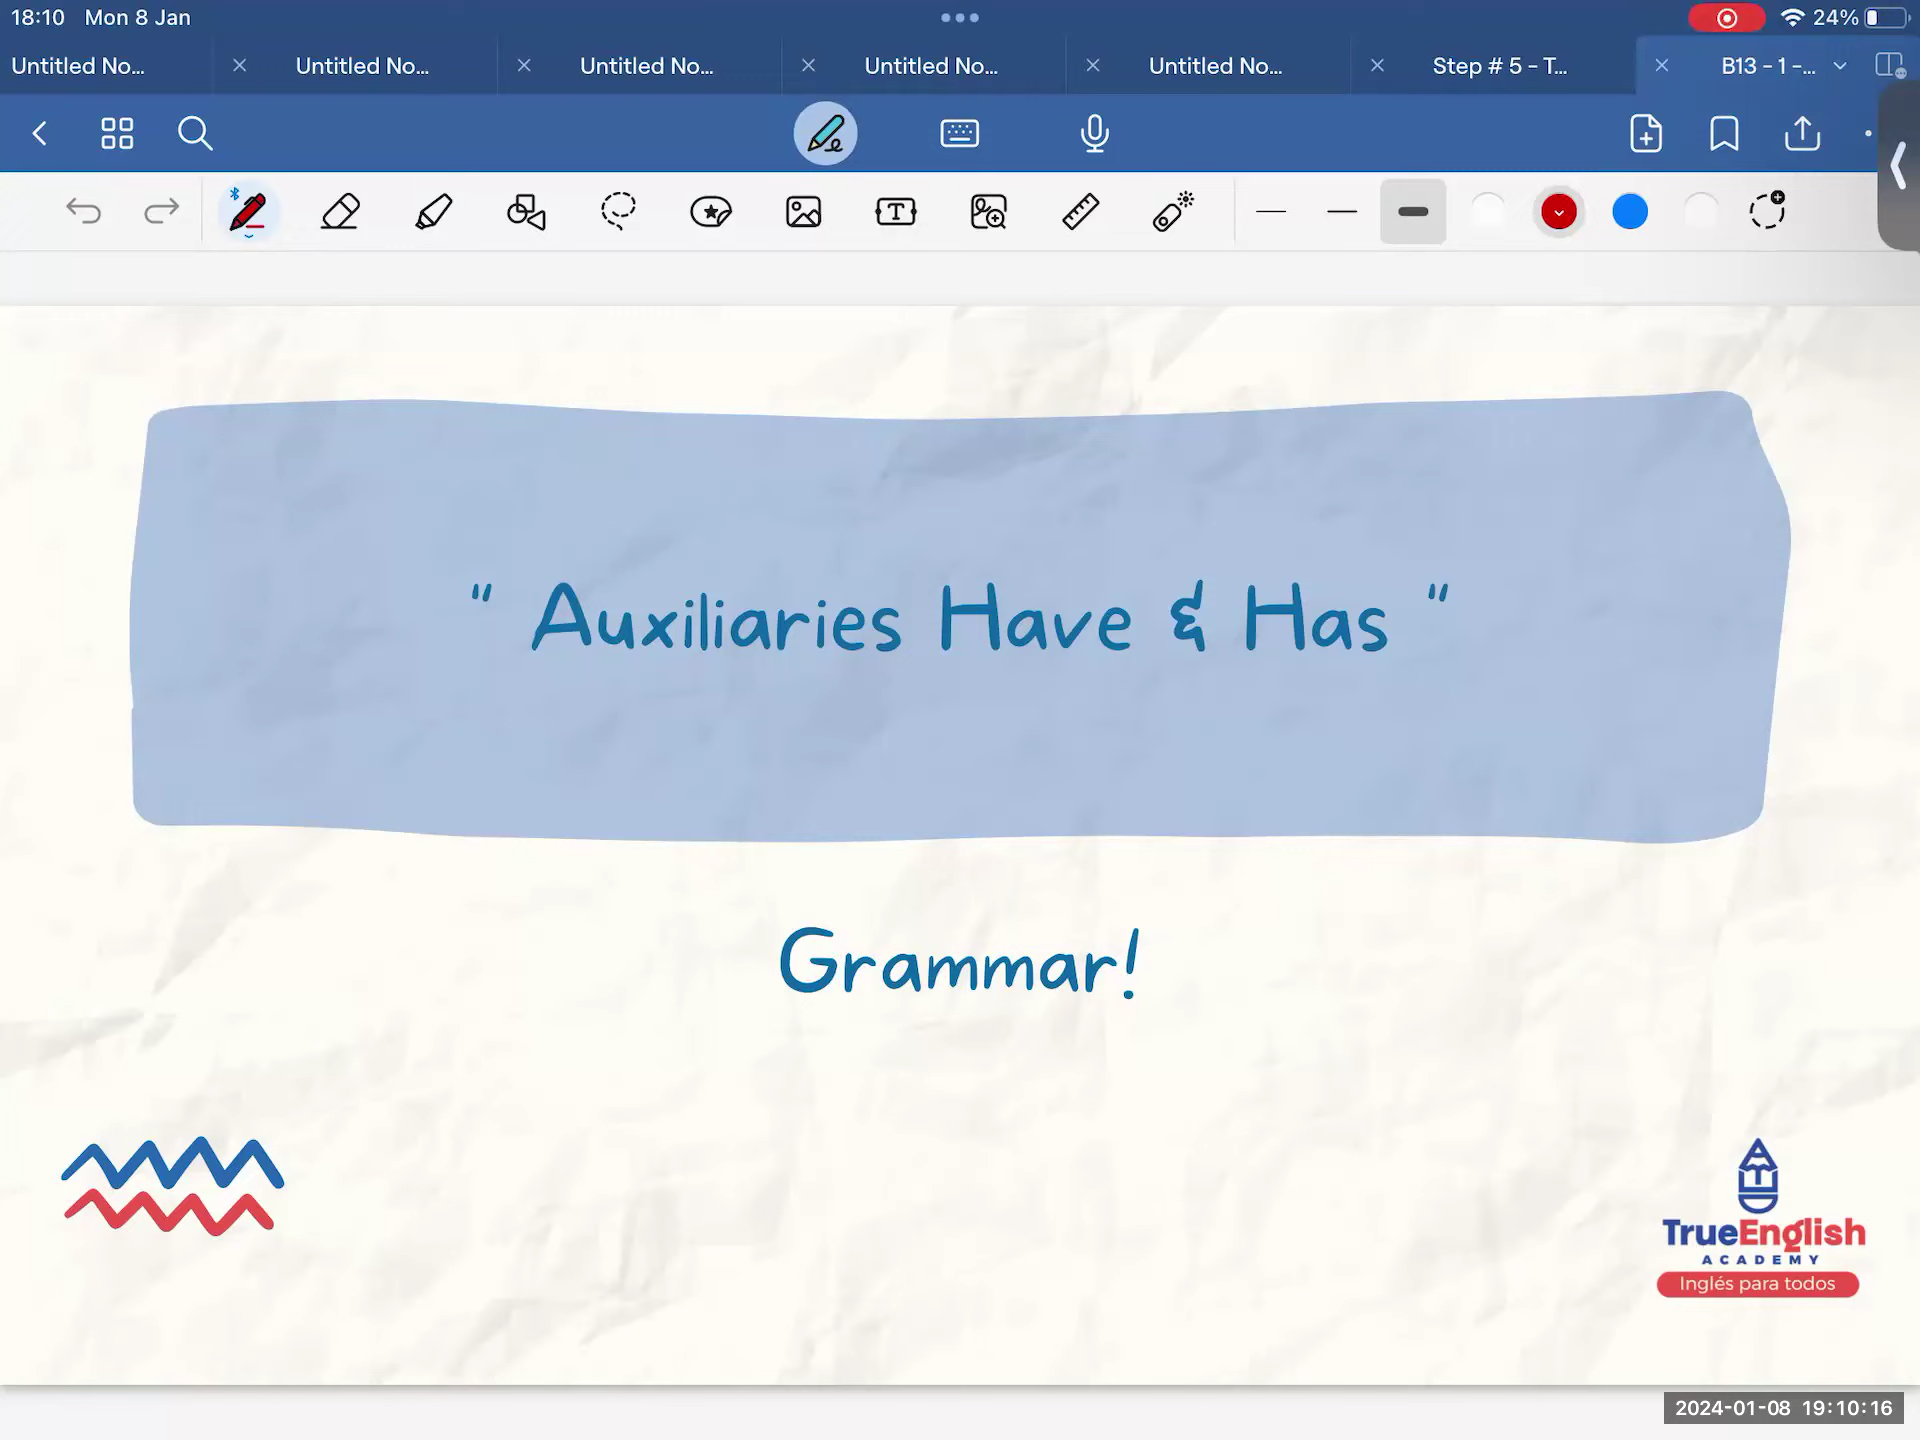 18:10 Mon 8 Jan
24%
Untitled No...
Untitled No...
Untitled No...
Untitled No...
Untitled No...
Step # 5 - T...
B13 - 1 -...
" Auxiliaries Have & Has "
Grammar!
TrueEnglish
ACADEMY
Inglés para todos
2024-01-08 19:10:16